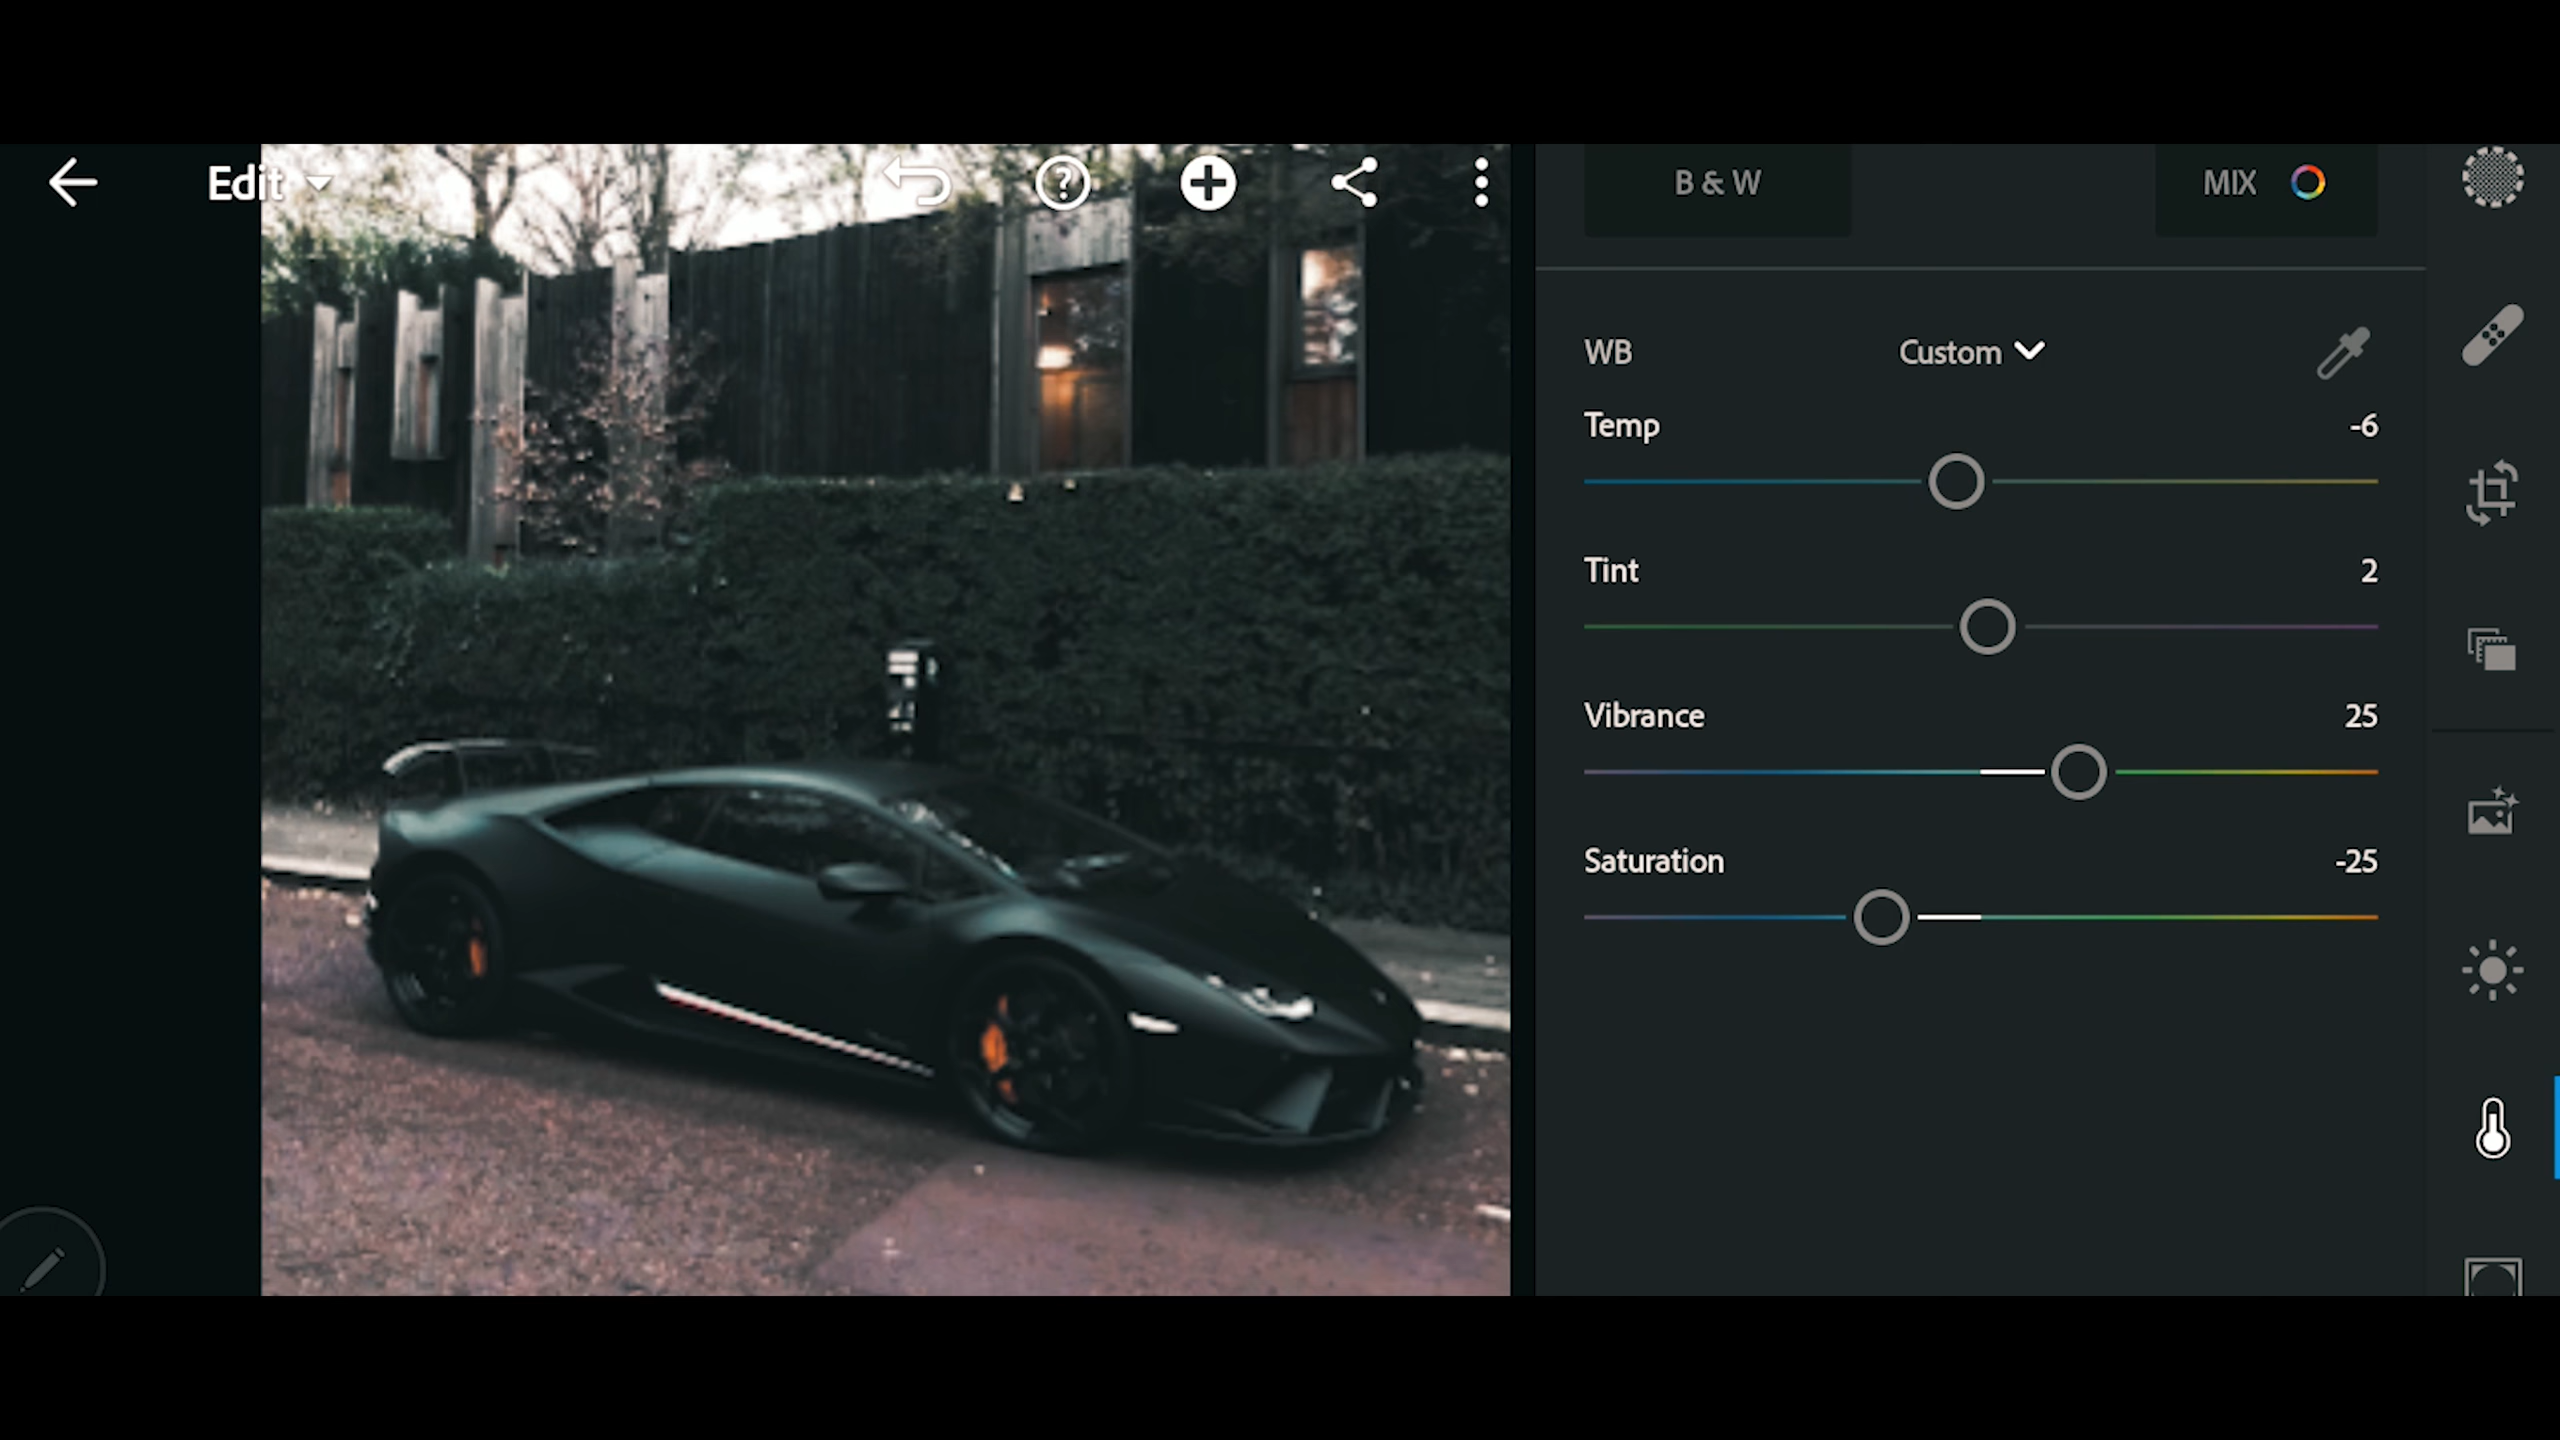 Edit
B & W
MIX
WB
Custom
Temp
-6
Tint
2
Vibrance
25
Saturation
-25